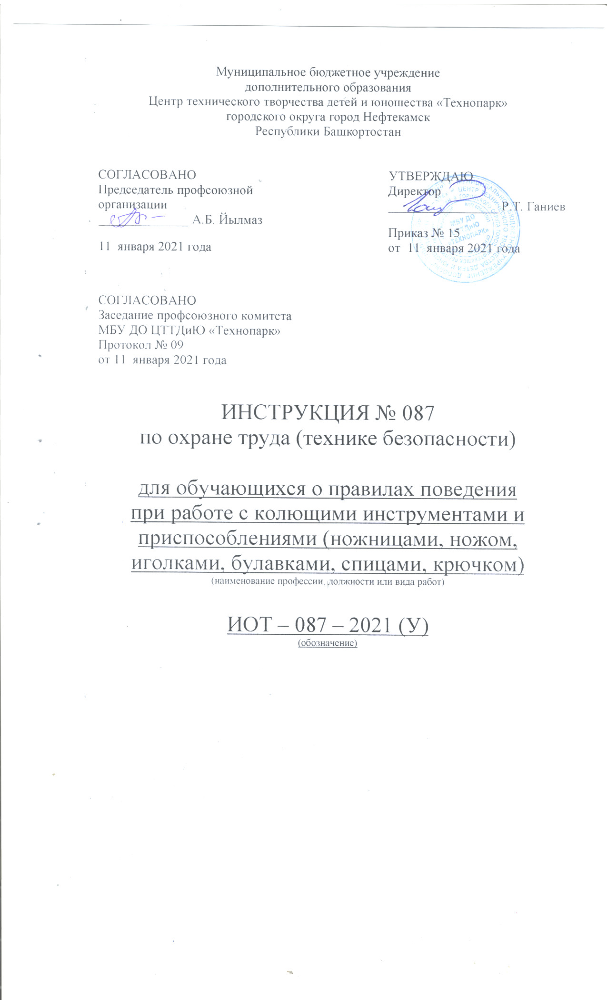 Муниципальное бюджетное учреждение
дополнительного образования
Центр технического творчества детей и юношества «Технопарк»
городского округа город Нефтекамск
Республики Башкортостан
СОГЛАСОВАНО
Председатель профсоюзной
организации
А.Б. Йылмаз
11 января 2021 года
УТВЕРЖДАЮ
Директор
Р.Т. Ганиев
Приказ № 15
от 11 января 2021 года
МБУ ДО
ЦТТДиЮ
«ТЕХНОПАРК»
СОГЛАСОВАНО
Заседание профсоюзного комитета
МБУ ДО ЦТТДиЮ «Технопарк»
Протокол № 09
от 11 января 2021 года
ИНСТРУКЦИЯ № 087
по охране труда (технике безопасности)
для обучающихся о правилах поведения
при работе с колющими инструментами и
приспособлениями (ножницами, ножом,
иголками, булавками, спицами, крючком)
(наименование профессии, должности или вида работ)
ИОТ – 087 – 2021 (У)
(обозначение)